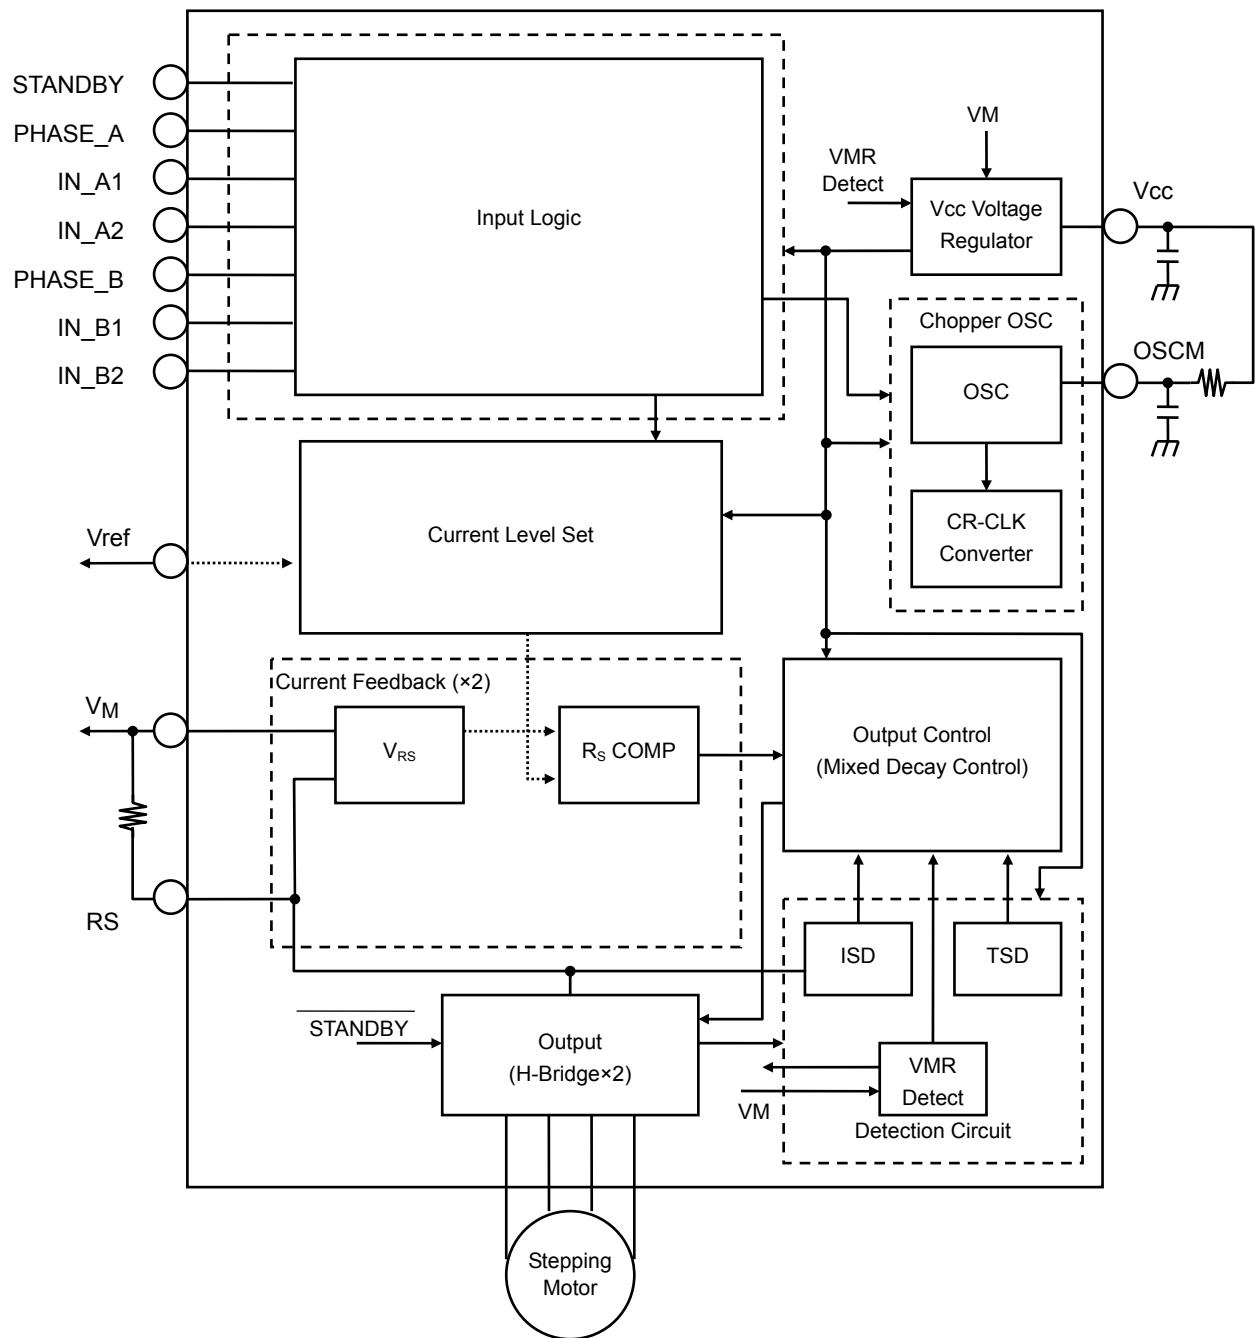 STANDBY
PHASE_A
IN_A1
IN_A2
PHASE_B
IN_B1
IN_B2
Input Logic
VM
VMR
Detect
Vcc Voltage
Regulator
Vcc
Chopper OSC
OSC
OSCM
CR-CLK
Converter
Vref
Current Level Set
Current Feedback (×2)
VM
VRS
RS COMP
Output Control
(Mixed Decay Control)
RS
ISD
TSD
STANDBY
Output
(H-Bridge×2)
VMR
Detect
VM
Detection Circuit
Stepping
Motor